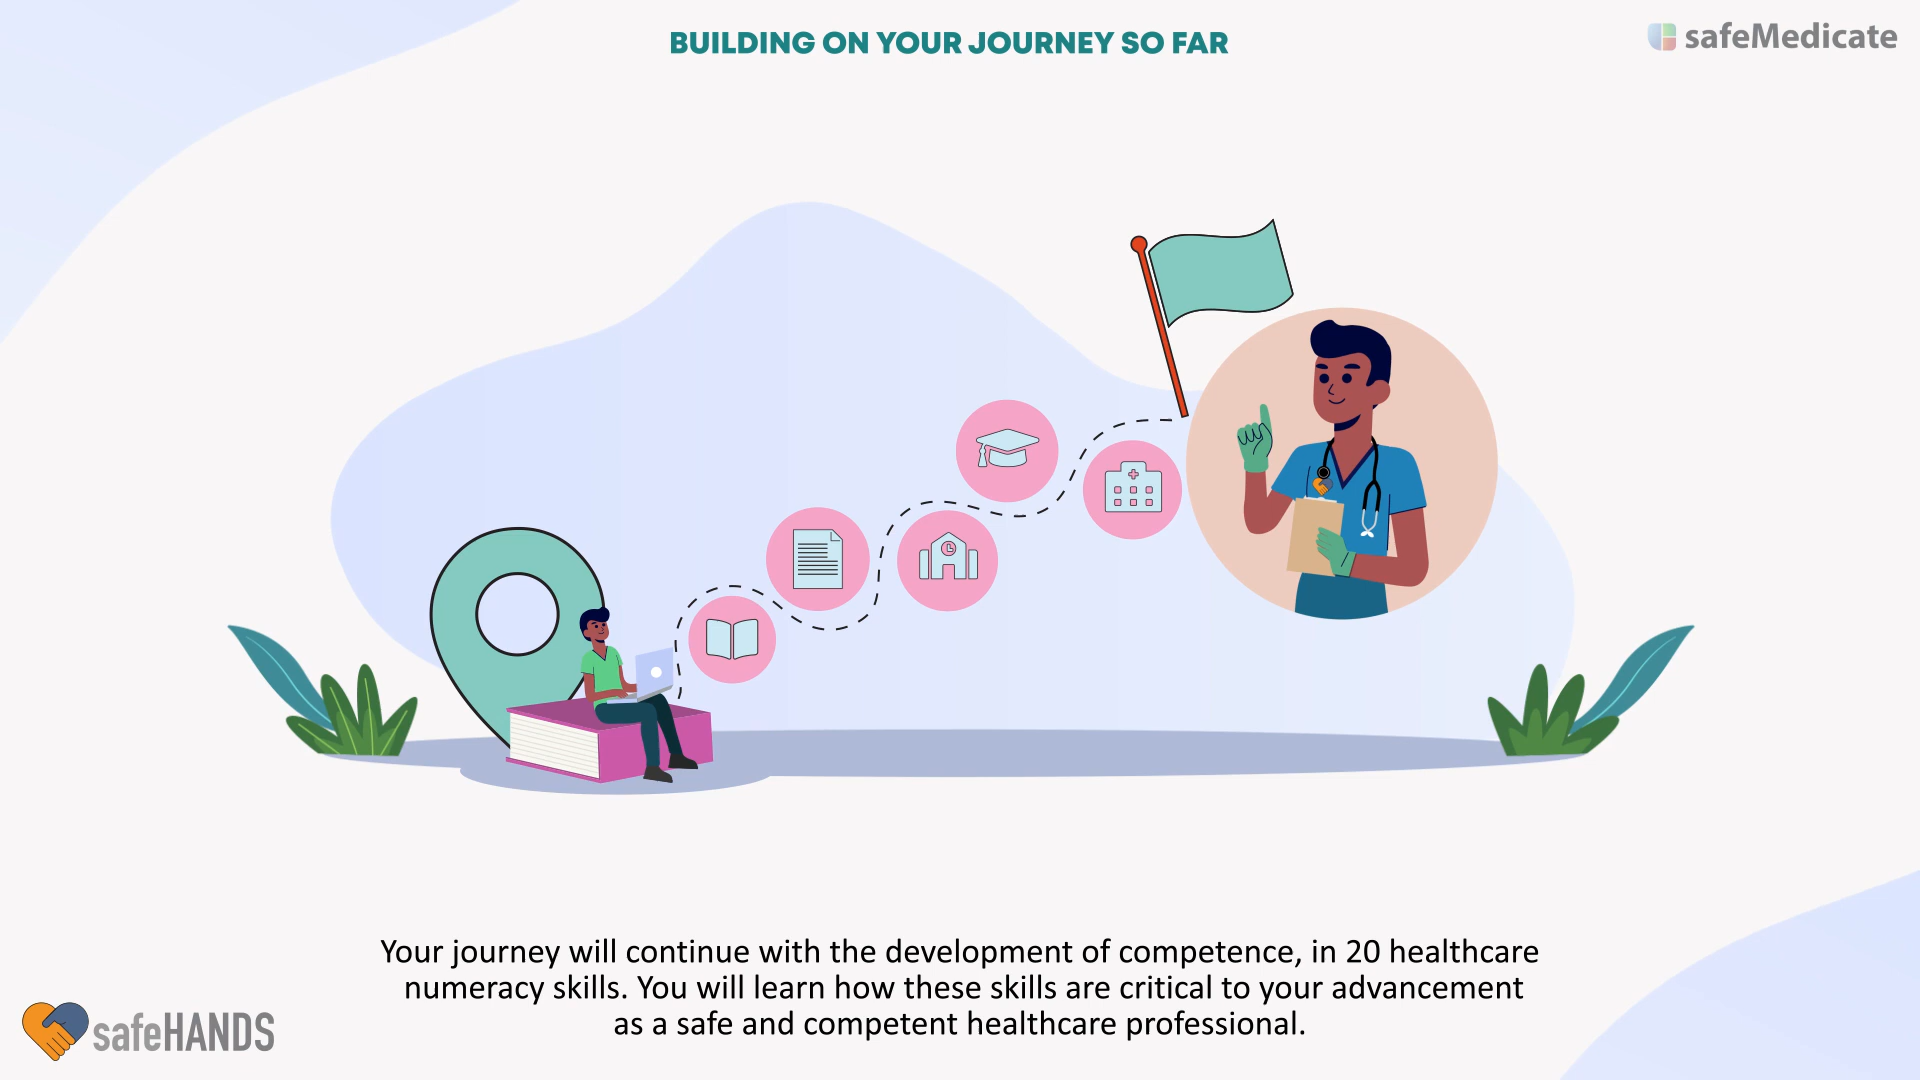 BUILDING ON YOUR JOURNEY SO FAR
safeMedicate
Your journey will continue with the development of competence, in 20 healthcare
numeracy skills. You will learn how these skills are critical to your advancement
as a safe and competent healthcare professional.
safeHANDS